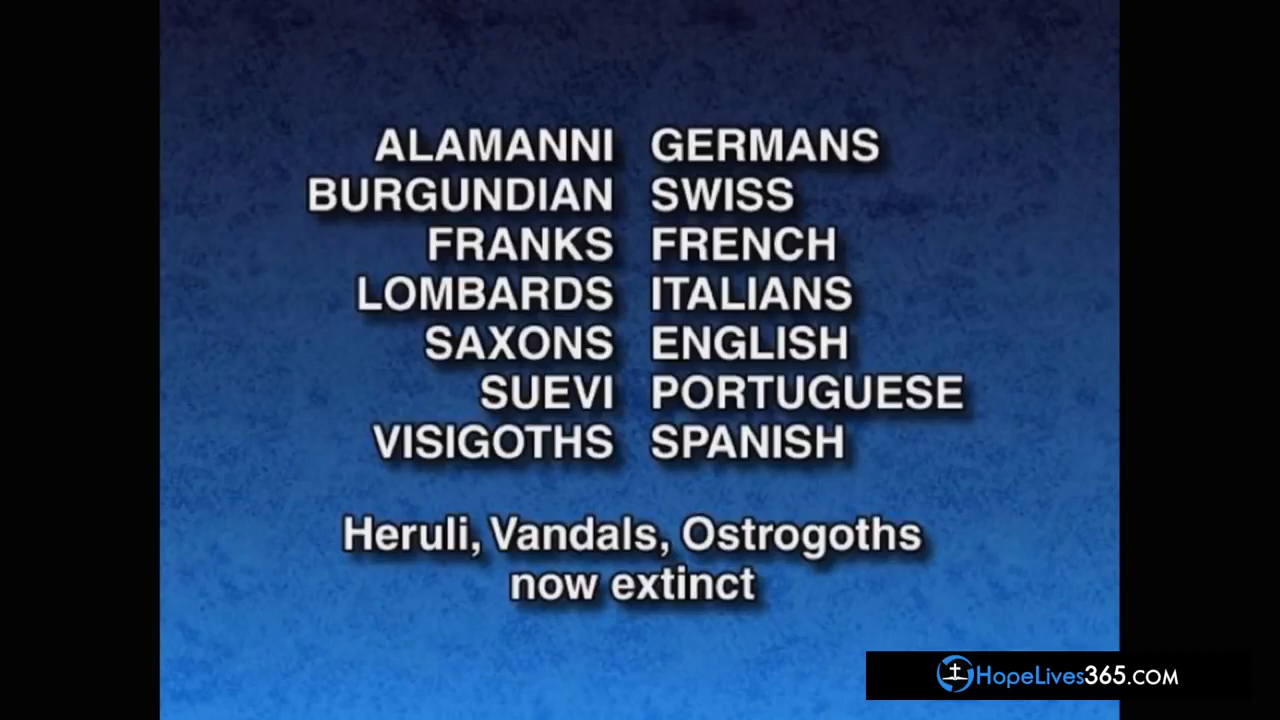 ALAMANNI GERMANS
BURGUNDIAN SWISS
FRANKS FRENCH
LOMBARDS ITALIANS
SAXONS ENGLISH
SUEVI PORTUGUESE
VISIGOTHS SPANISH
Heruli, Vandals, Ostrogoths
now extinct
HopeLives365.COM